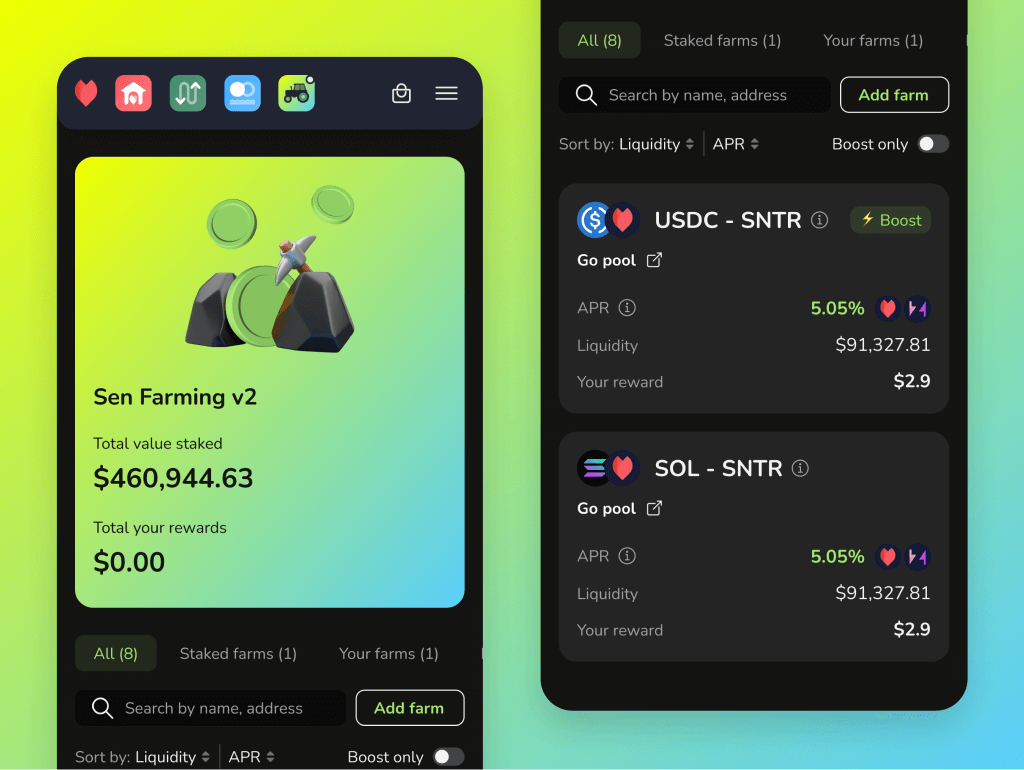 Sen Farming v2
Total value staked
$460,944.63
Total your rewards
$0.00
All (8) Staked farms (1) Your farms (1)
Search by name, address Add farm
Sort by: Liquidity APR Boost only
All (8) Staked farms (1) Your farms (1)
Search by name, address Add farm
Sort by: Liquidity APR Boost only
USDC - SNTR Boost
Go pool
APR 5.05%
Liquidity $91,327.81
Your reward $2.9
SOL - SNTR
Go pool
APR 5.05%
Liquidity $91,327.81
Your reward $2.9